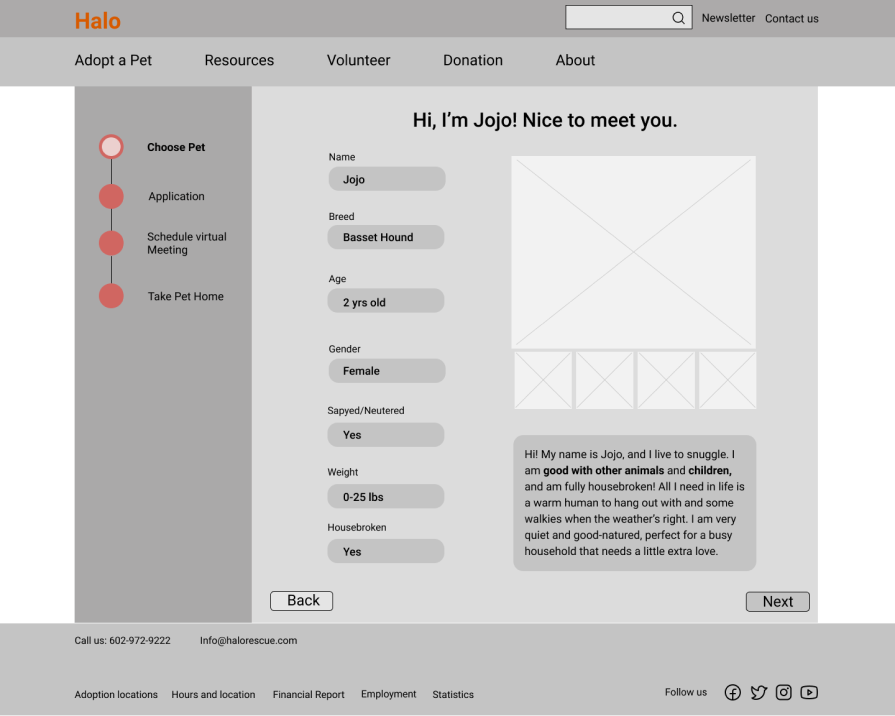 Halo
Newsletter
Contact us
Adopt a Pet
Resources
Volunteer
Donation
About
Choose Pet
Application
Schedule virtual
Meeting
Take Pet Home
Hi, I'm Jojo! Nice to meet you.
Name
Jojo
Breed
Basset Hound
Age
2 yrs old
Gender
Female
Sapyed/Neutered
Yes
Weight
0-25 lbs
Housebroken
Yes
Hi! My name is Jojo, and I live to snuggle. I
am good with other animals and children,
and am fully housebroken! All I need in life is
a warm human to hang out with and some
walkies when the weather's right. I am very
quiet and good-natured, perfect for a busy
household that needs a little extra love.
Back
Next
Call us: 602-972-9222
Info@halorescue.com
Adoption locations
Hours and location
Financial Report
Employment
Statistics
Follow us